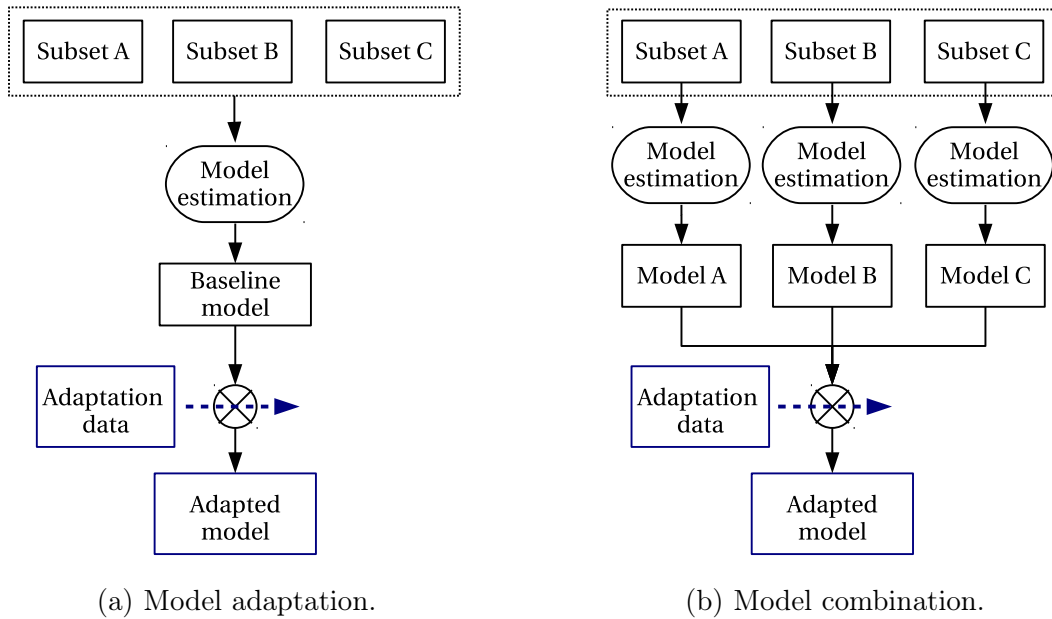 Subset A
Subset B
Subset C
Model
estimation
Baseline
model
Adaptation
data
Adapted
model
(a) Model adaptation.
Subset A
Subset B
Subset C
Model
estimation
Model
estimation
Model
estimation
Model A
Model B
Model C
Adaptation
data
Adapted
model
(b) Model combination.